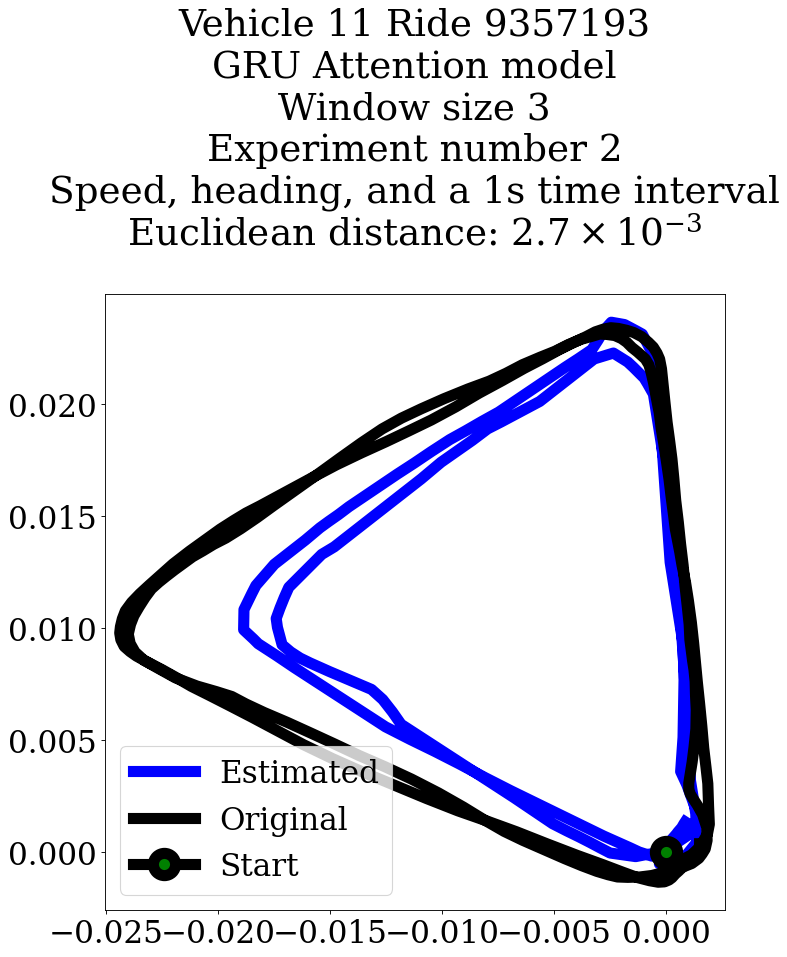 Vehicle 11 Ride 9357193
GRU Attention model
Window size 3
Experiment number 2
Speed, heading, and a 1s time interval
Euclidean distance: 2.7 × 10⁻³
0.020
0.015
0.010
0.005
0.000
Estimated
Original
Start
−0.025 −0.020 −0.015 −0.010 −0.005 0.000